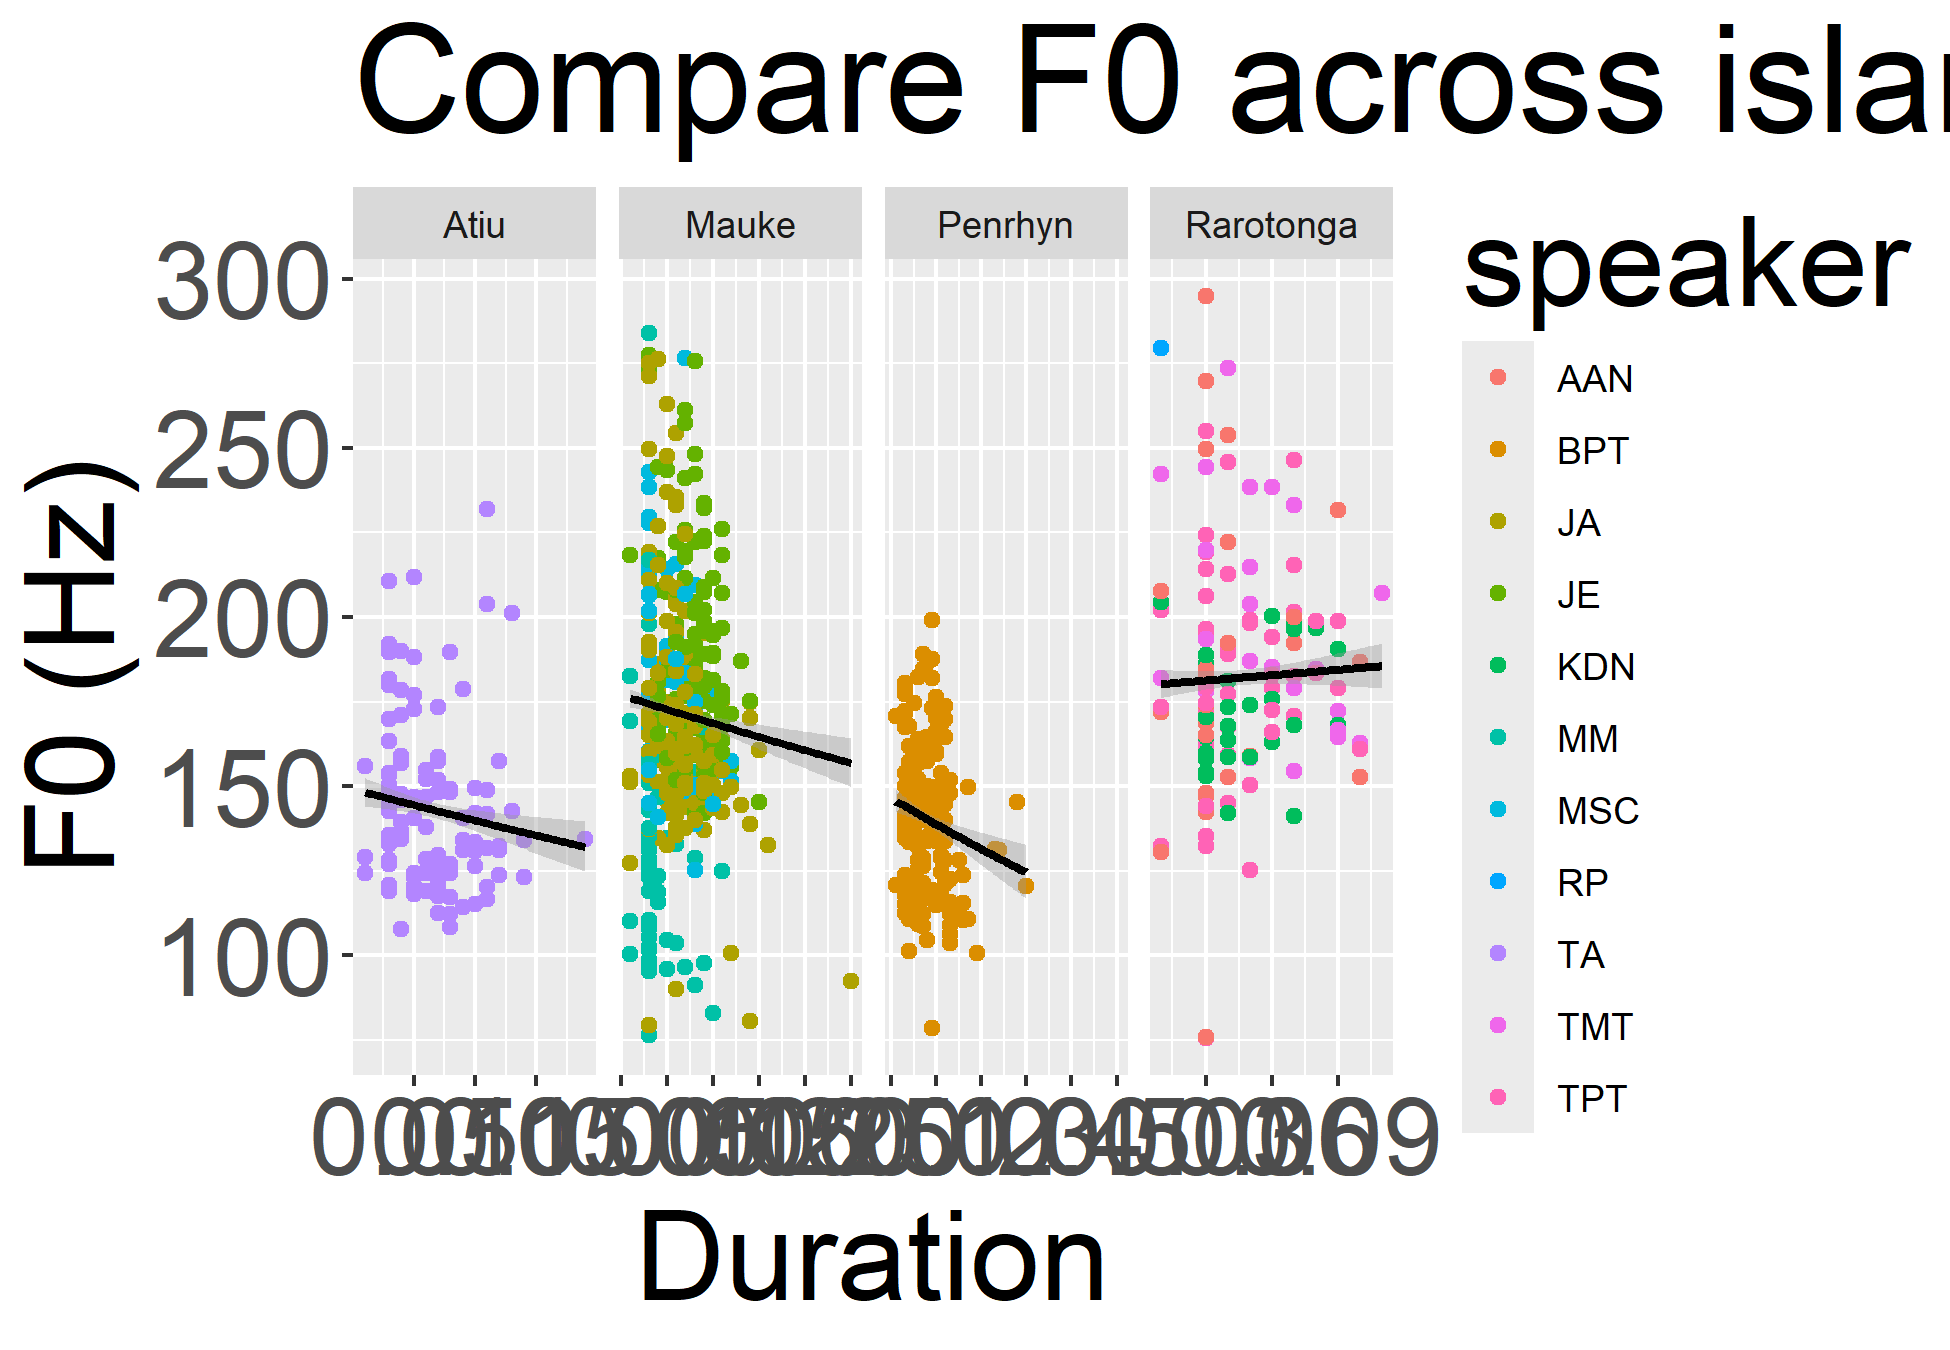 Compare F0 across islan
Atiu Mauke Penrhyn Rarotonga
speaker
300
250
200
150
100
F0 (Hz)
AAN
BPT
JA
JE
KDN
MM
MSC
RP
TA
TMT
TPT
Duration